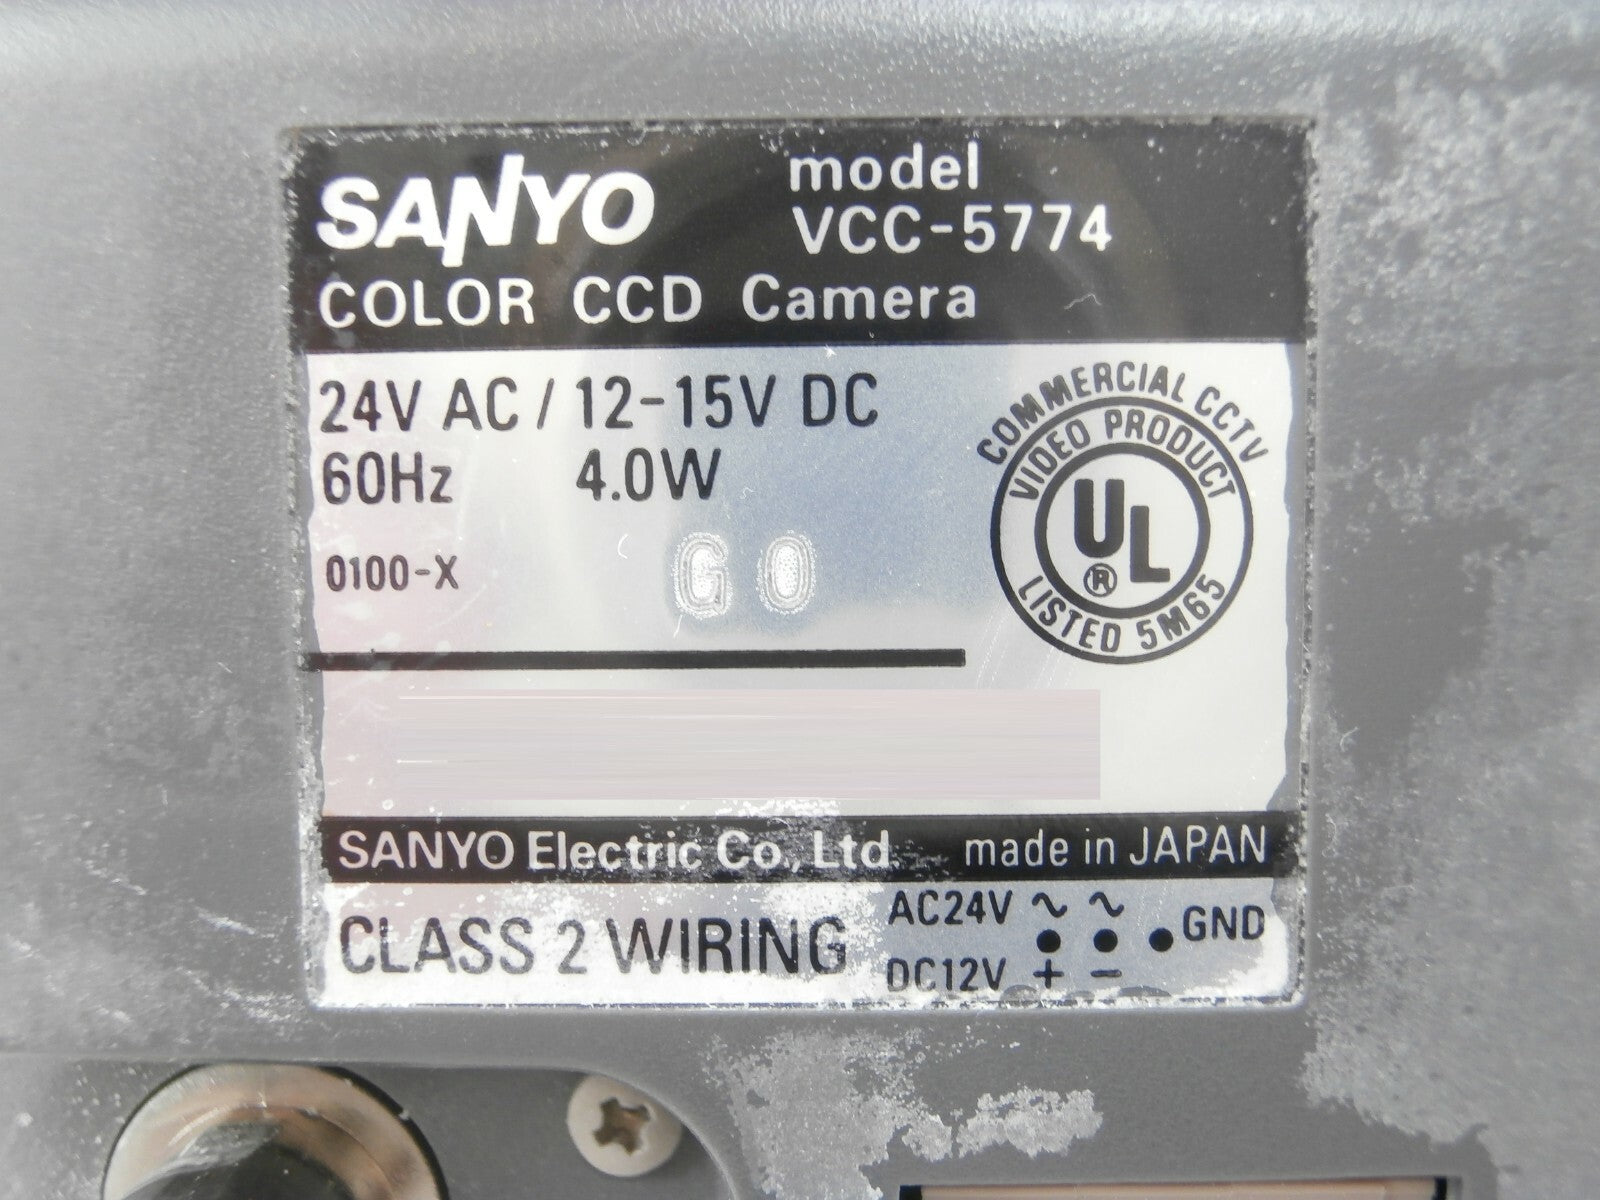 SANYO model
VCC-5774
COLOR CCD Camera
24V AC / 12-15V DC
60Hz 4.0W
0100-X G 0
COMMERCIAL CCTV
VIDEO PRODUCT
UL
®
LISTED 5M65
SANYO Electric Co., Ltd. made in JAPAN
CLASS 2 WIRING
AC24V ~ ~
GND
DC12V + −